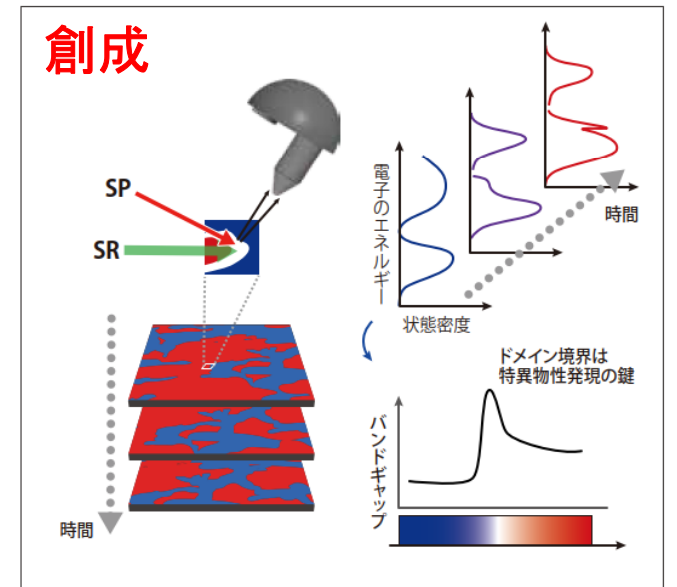 創成
SP
SR
時間
電子のエネルギー
状態密度
時間
ドメイン境界は
特異物性発現の鍵
バンドギャップ